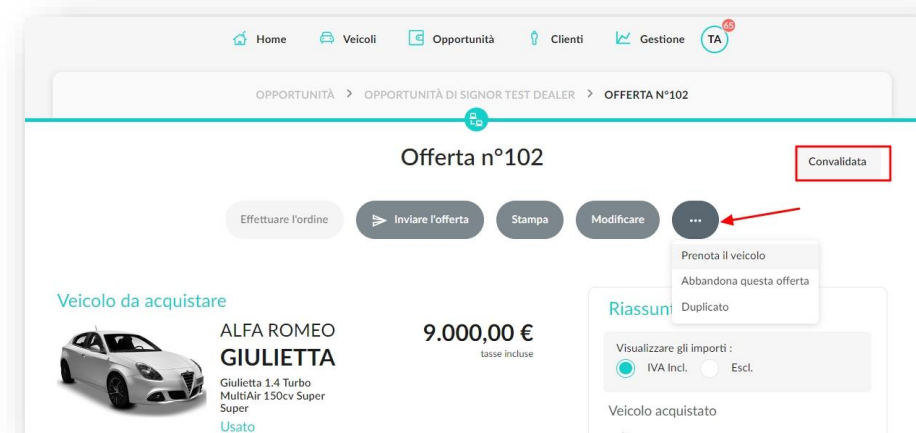 65
Home Veicoli Opportunità Clienti Gestione TA
OPPORTUNITÀ > OPPORTUNITÀ DI SIGNOR TEST DEALER > OFFERTA N°102
Offerta n°102
Convalidata
Effettuare l'ordine Inviare l'offerta Stampa Modificare ...
Prenota il veicolo
Abbandona questa offerta
Duplicato
Veicolo da acquistare
ALFA ROMEO
GIULIETTA
Giulietta 1.4 Turbo
MultiAir 150cv Super
Super
Usato
9.000,00 €
tasse incluse
Riassun
Visualizzare gli importi :
IVA Incl. Escl.
Veicolo acquistato